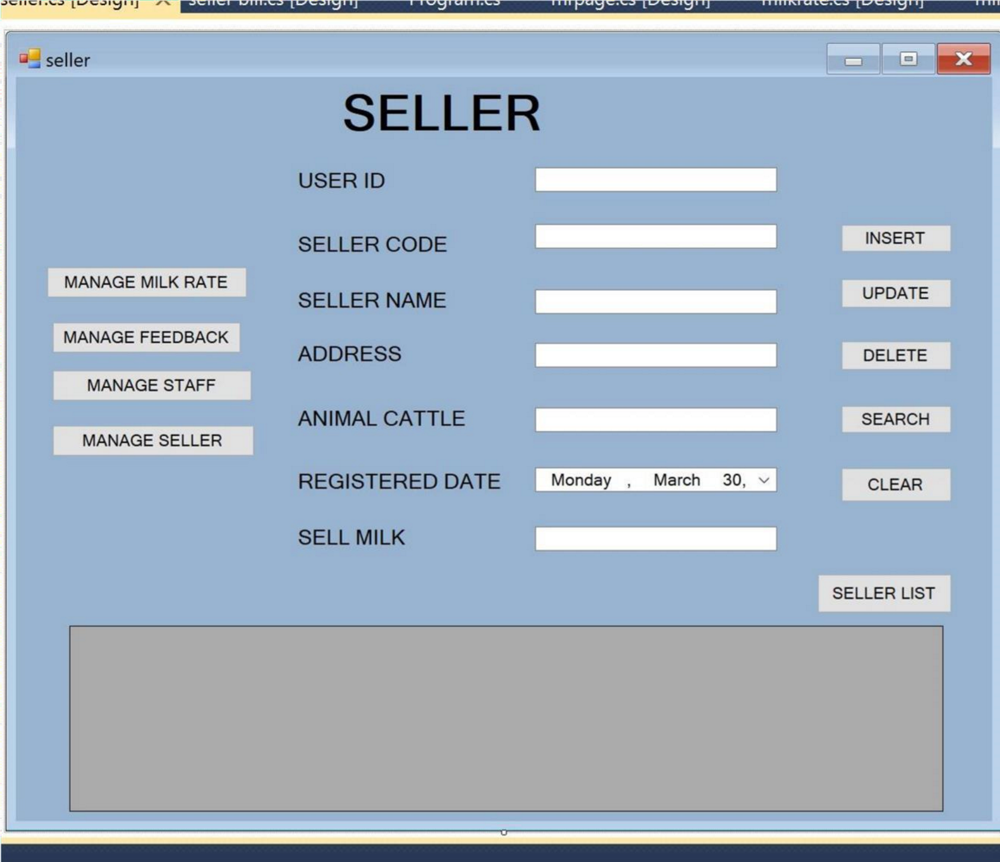 seller.cs [Design] seller bill.cs [Design] Program.cs mrpage.cs [Design] milkrate.cs [Design]
seller
SELLER
USER ID
SELLER CODE
INSERT
MANAGE MILK RATE
SELLER NAME
UPDATE
MANAGE FEEDBACK
ADDRESS
DELETE
MANAGE STAFF
ANIMAL CATTLE
SEARCH
MANAGE SELLER
REGISTERED DATE
Monday , March 30,
CLEAR
SELL MILK
SELLER LIST